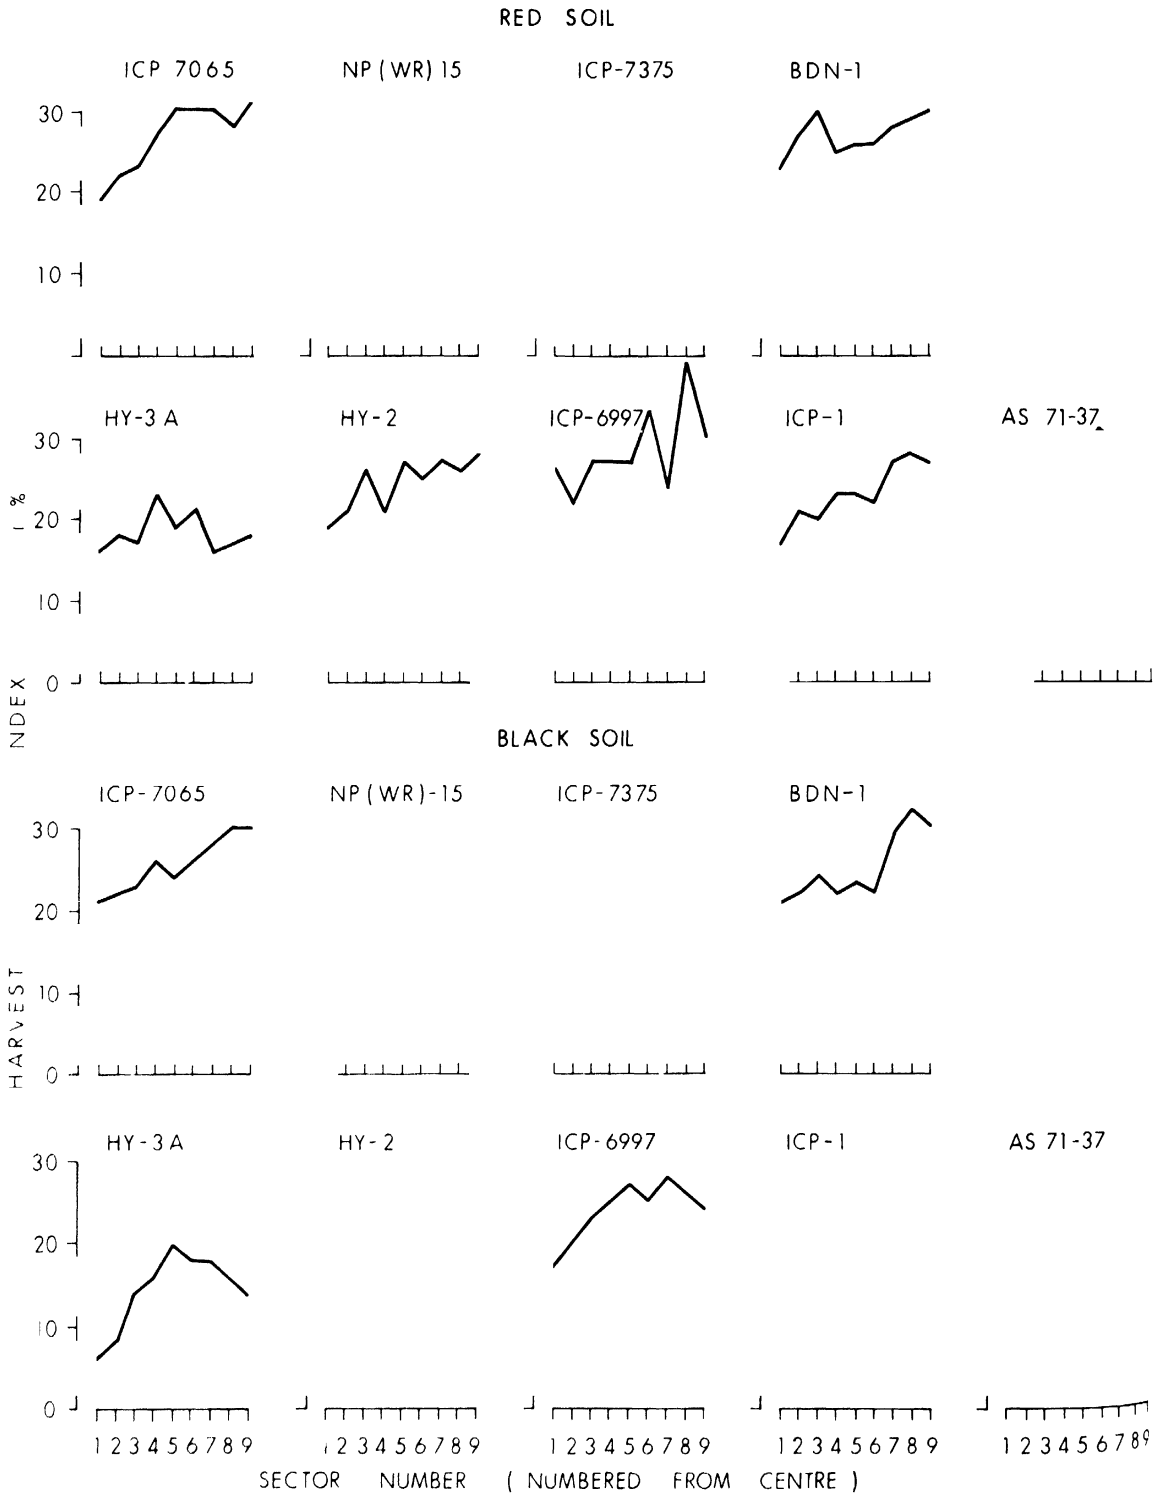 RED SOIL
ICP 7065 NP (WR) 15 ICP-7375 BDN-1
30
20
10
HY-3 A HY-2 ICP-6997 ICP-1 AS 71-37
30
20
10
0
HARVEST NDEX %
BLACK SOIL
ICP-7065 NP (WR)-15 ICP-7375 BDN-1
30
20
10
0
HY-3 A HY-2 ICP-6997 ICP-1 AS 71-37
30
20
10
0
1 2 3 4 5 6 7 8 9 1 2 3 4 5 6 7 8 9 1 2 3 4 5 6 7 8 9 1 2 3 4 5 6 7 8 9 1 2 3 4 5 6 7 8 9
SECTOR NUMBER ( NUMBERED FROM CENTRE )